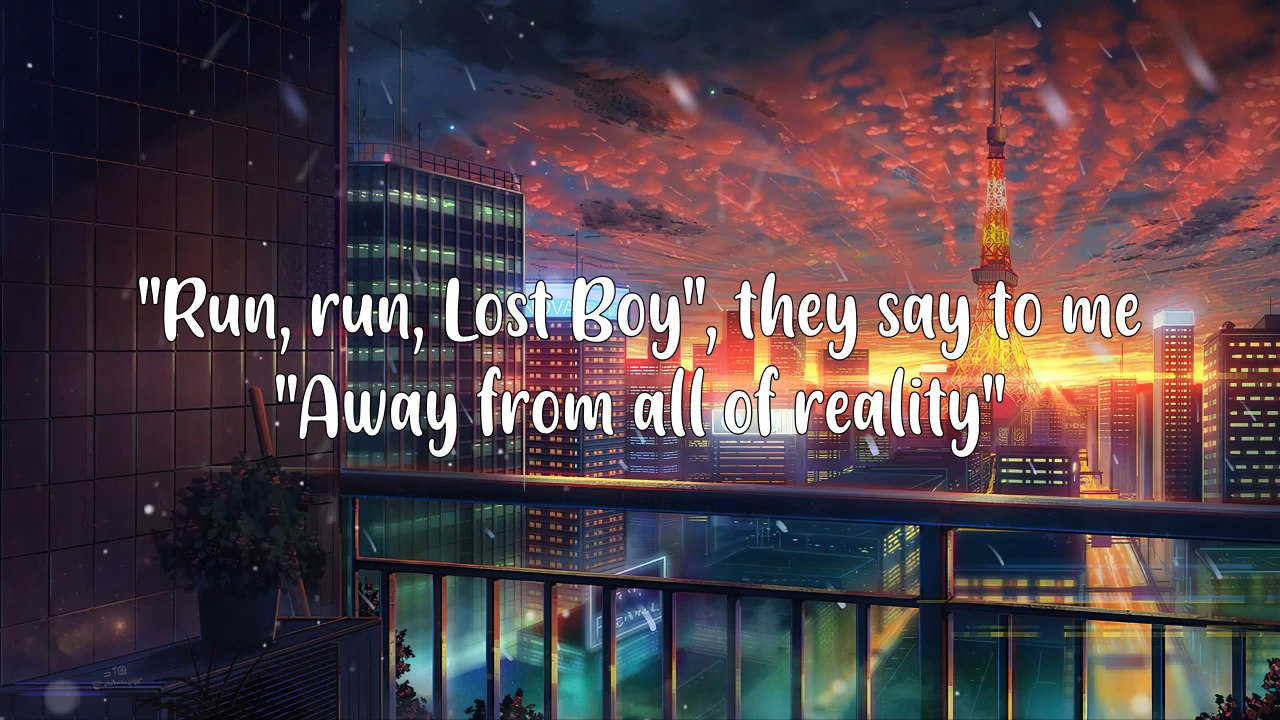 "Run, run, Lost Boy", they say to me
"Away from all of reality"